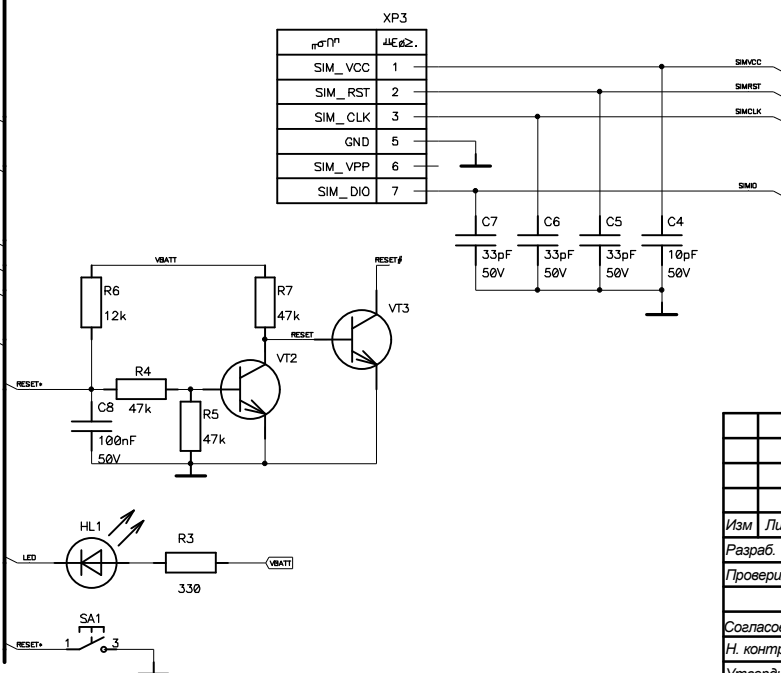 XP3
SIM_VCC 1
SIMVCC
SIM_RST 2
SIMRST
SIM_CLK 3
SIMCLK
GND 5
SIM_VPP 6
SIM_DIO 7
SIMIO
C7 C6 C5 C4
33pF 33pF 33pF 10pF
50V 50V 50V 50V
VBATT
RESET#
R6
12k
R7
47k
VT3
RESET
VT2
RESET*
R4
47k
C8
100nF
50V
R5
47k
HL1
R3
LED
330
VBATT
SA1
RESET*
1 3
Изм
Разраб.
Н.